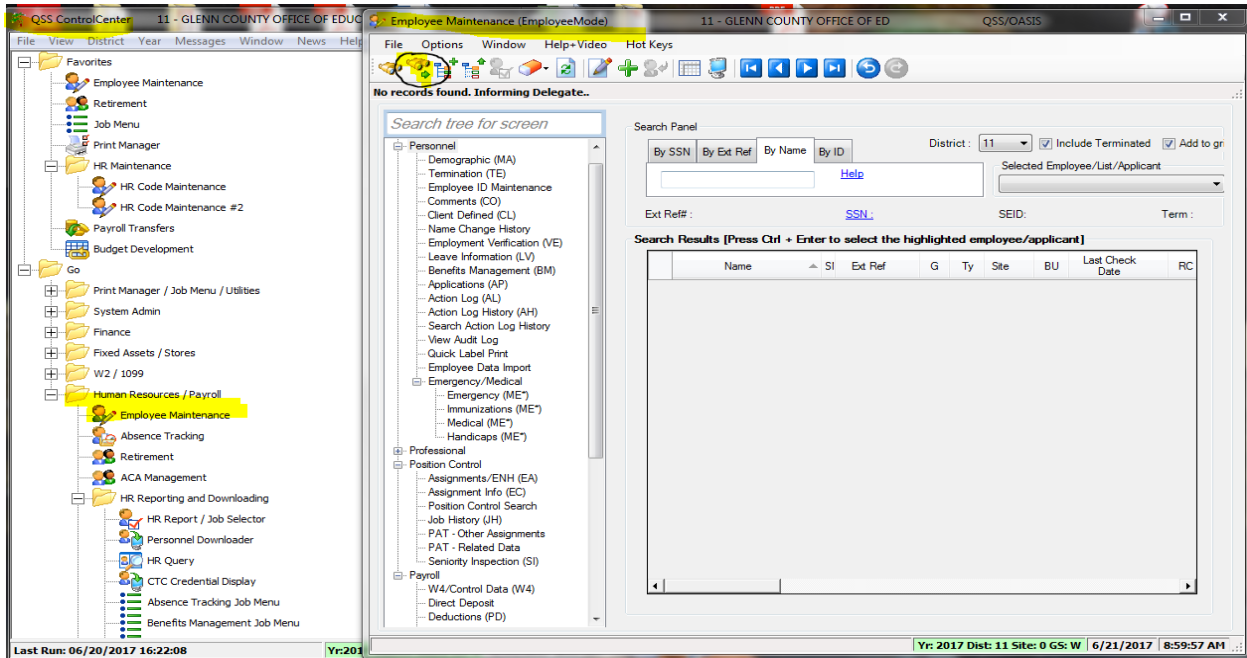 QSS ControlCenter 11 - GLENN COUNTY OFFICE OF EDUC
File View District Year Messages Window News Help
Favorites
Employee Maintenance
Retirement
Job Menu
Print Manager
HR Maintenance
HR Code Maintenance
HR Code Maintenance #2
Payroll Transfers
Budget Development
Go
Print Manager / Job Menu / Utilities
System Admin
Finance
Fixed Assets / Stores
W2 / 1099
Human Resources / Payroll
Employee Maintenance
Absence Tracking
Retirement
ACA Management
HR Reporting and Downloading
HR Report / Job Selector
Personnel Downloader
HR Query
CTC Credential Display
Absence Tracking Job Menu
Benefits Management Job Menu
Last Run: 06/20/2017 16:22:08 Yr:201
Employee Maintenance (EmployeeMode) 11 - GLENN COUNTY OFFICE OF ED QSS/OASIS
File Options Window Help+Video Hot Keys
No records found. Informing Delegate..
Search tree for screen
Personnel
Demographic (MA)
Termination (TE)
Employee ID Maintenance
Comments (CO)
Client Defined (CL)
Name Change History
Employment Verification (VE)
Leave Information (LV)
Benefits Management (BM)
Applications (AP)
Action Log (AL)
Action Log History (AH)
Search Action Log History
View Audit Log
Quick Label Print
Employee Data Import
Emergency/Medical
Emergency (ME*)
Immunizations (ME*)
Medical (ME*)
Handicaps (ME*)
Professional
Position Control
Assignments/ENH (EA)
Assignment Info (EC)
Position Control Search
Job History (JH)
PAT - Other Assignments
PAT - Related Data
Seniority Inspection (SI)
Payroll
W4/Control Data (W4)
Direct Deposit
Deductions (PD)
Search Panel
By SSN By Ext Ref By Name By ID
District : 11 Include Terminated Add to gr
Help
Selected Employee/List/Applicant
Ext Ref# : SSN : SEID: Term :
Search Results [Press Ctrl + Enter to select the highlighted employee/applicant]
Name SI Ext Ref G Ty Site BU Last Check Date RC
Yr: 2017 Dist: 11 Site: 0 GS: W 6/21/2017 8:59:57 AM